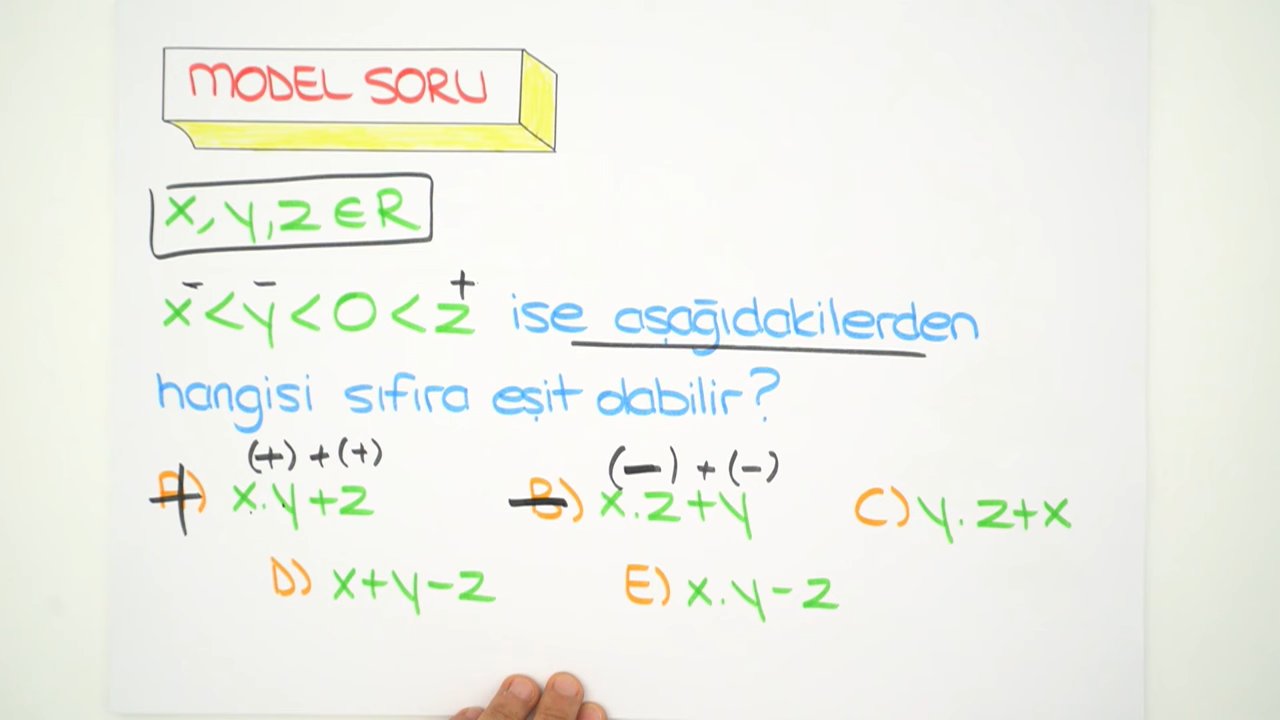 MODEL SORU
x, y, z ∈ R
- - +
x < y < 0 < z ise aşağıdakilerden
hangisi sıfıra eşit olabilir?
(+) + (+) (-) + (-)
A) x.y+z B) x.z+y C) y.z+x
D) x+y-z E) x.y-z